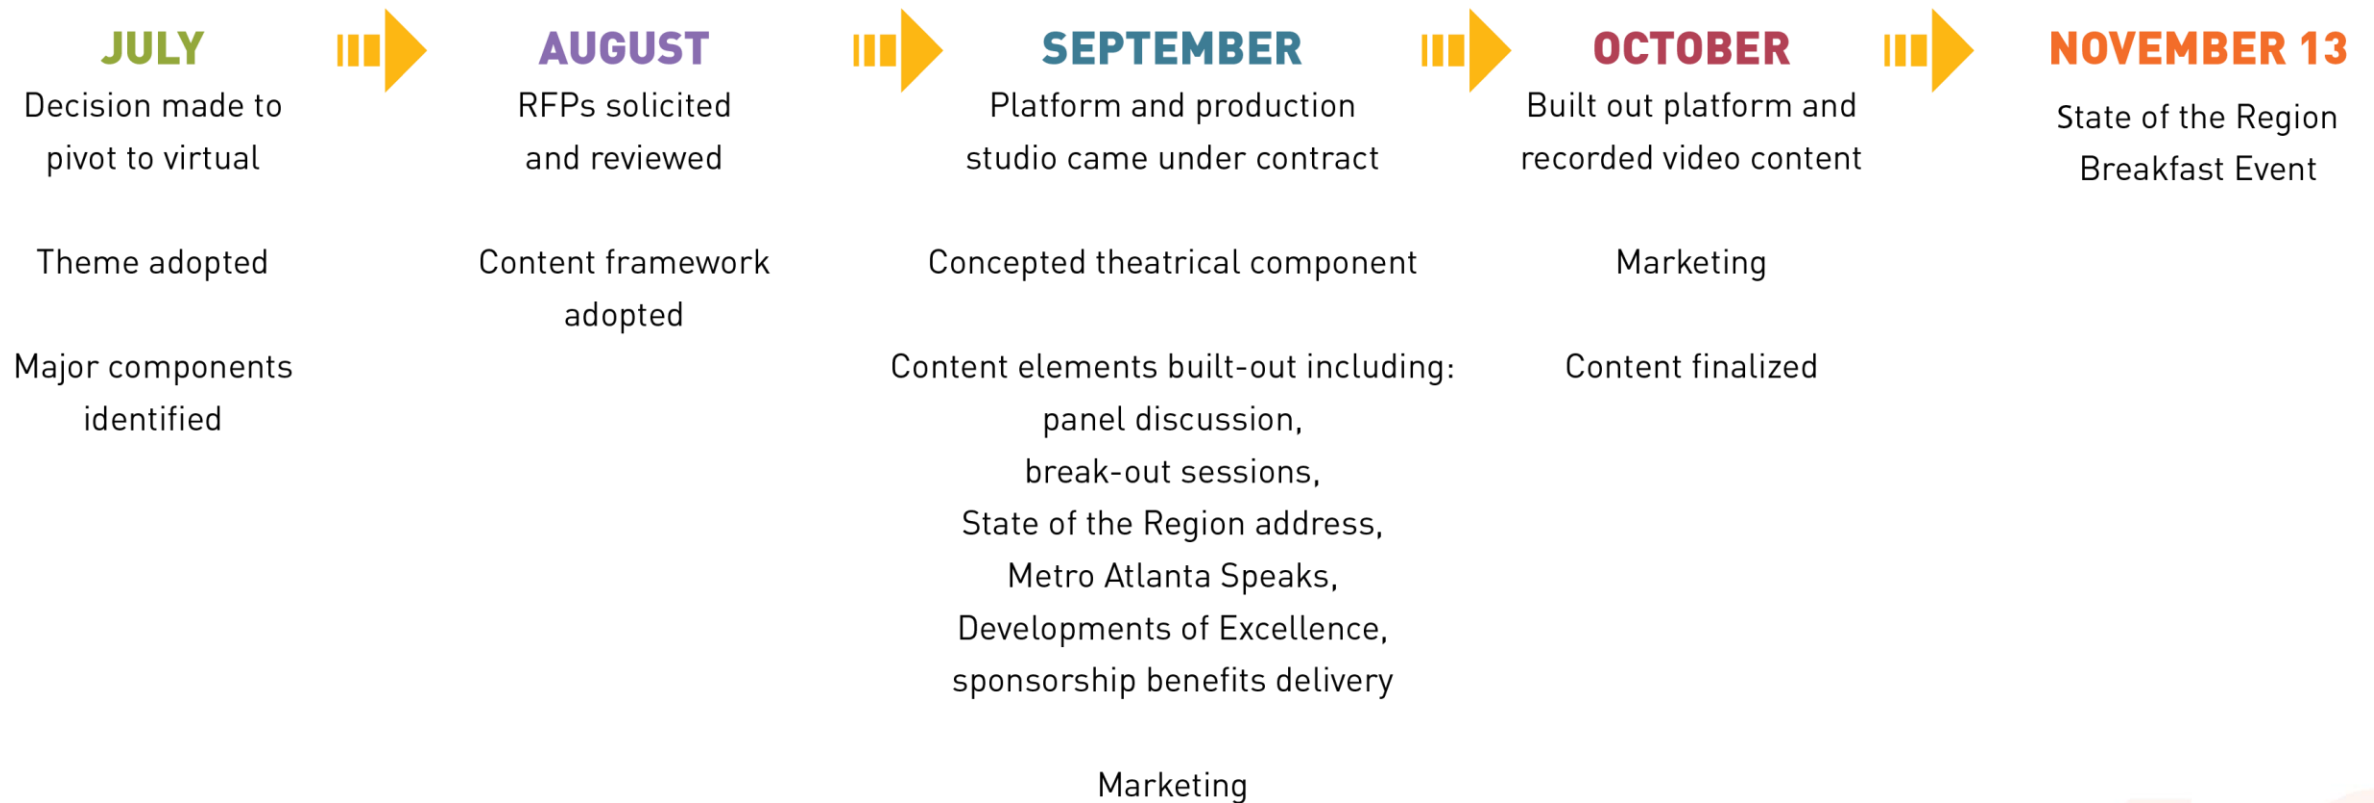 JULY
Decision made to
pivot to virtual
Theme adopted
Major components
identified
AUGUST
RFPs solicited
and reviewed
Content framework
adopted
SEPTEMBER
Platform and production
studio came under contract
Concepted theatrical component
Content elements built-out including:
panel discussion,
break-out sessions,
State of the Region address,
Metro Atlanta Speaks,
Developments of Excellence,
sponsorship benefits delivery
Marketing
OCTOBER
Built out platform and
recorded video content
Marketing
Content finalized
NOVEMBER 13
State of the Region
Breakfast Event